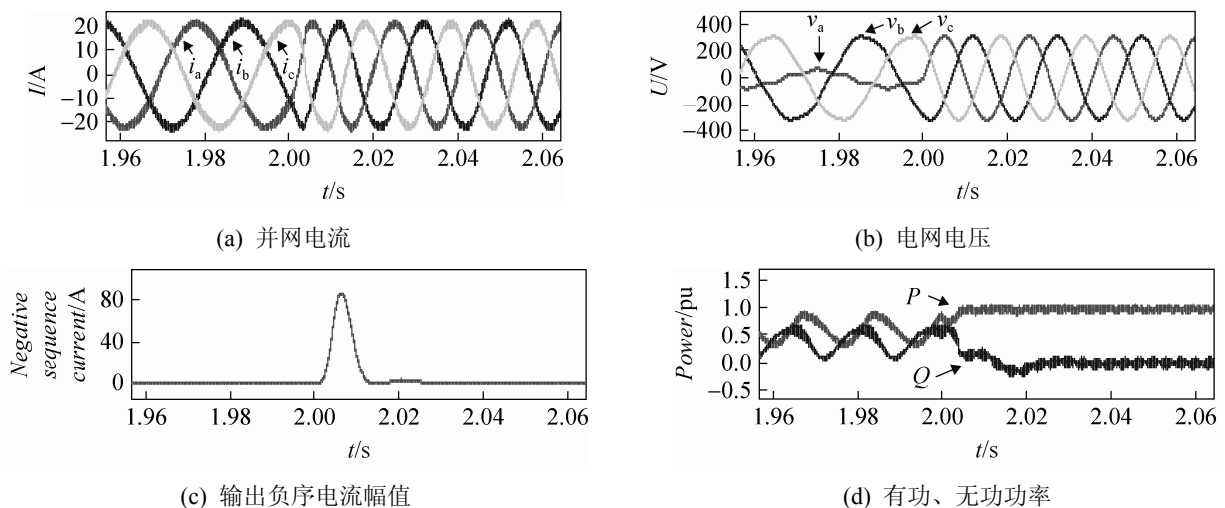 20
10
0
−10
−20
I/A
i_a
i_b
i_c
1.96 1.98 2.00 2.02 2.04 2.06
t/s
(a) 并网电流
400
200
0
−200
−400
U/V
v_a
v_b
v_c
1.96 1.98 2.00 2.02 2.04 2.06
t/s
(b) 电网电压
80
40
0
Negative
sequence
current/A
1.96 1.98 2.00 2.02 2.04 2.06
t/s
(c) 输出负序电流幅值
1.5
1.0
0.5
0.0
−0.5
Power/pu
P
Q
1.96 1.98 2.00 2.02 2.04 2.06
t/s
(d) 有功、无功功率